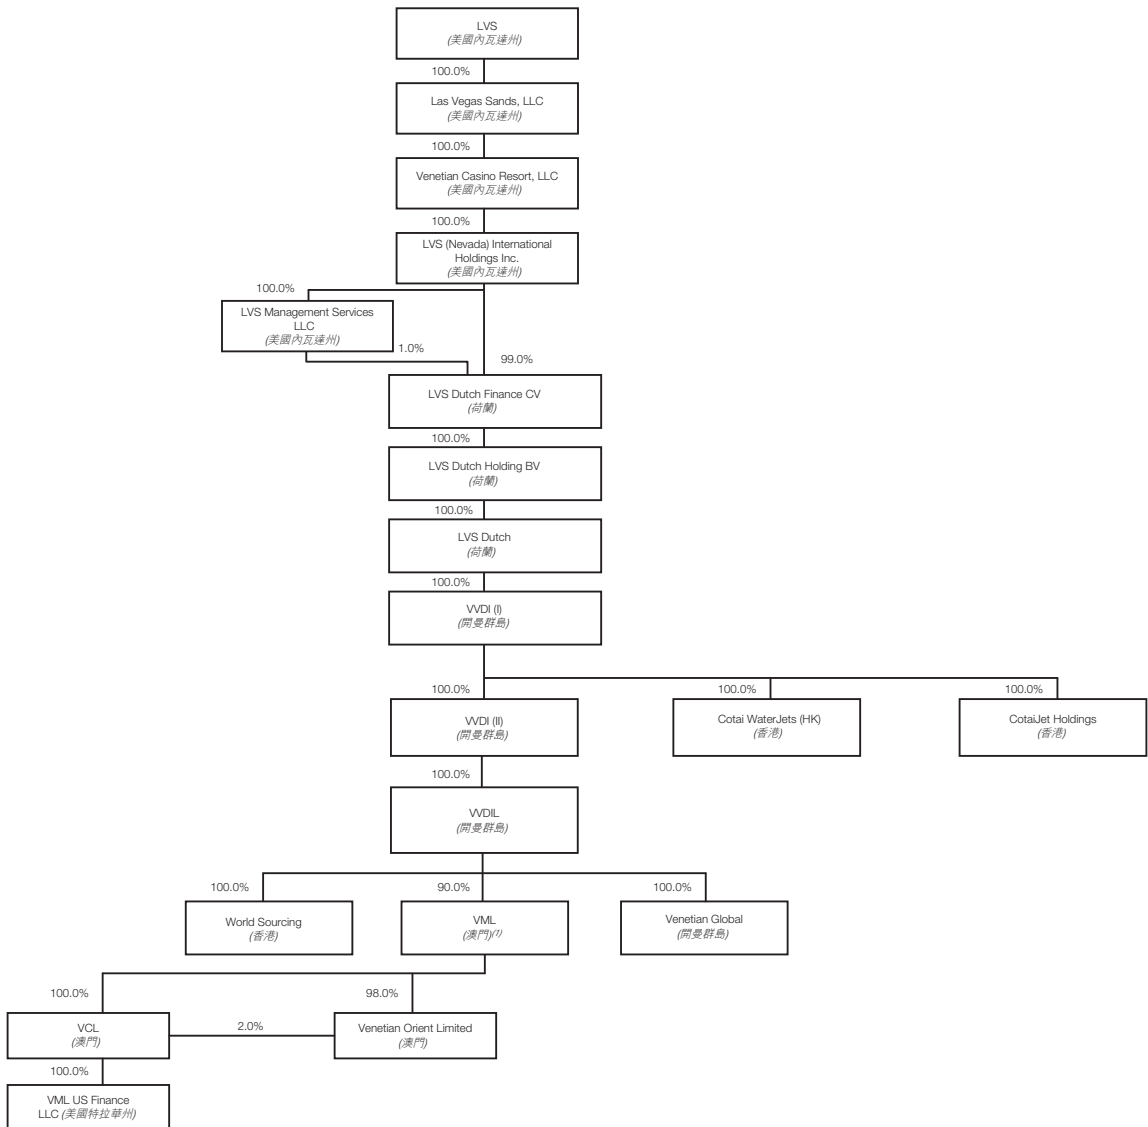 LVS
(美國內瓦達州)
100.0%
Las Vegas Sands, LLC
(美國內瓦達州)
100.0%
Venetian Casino Resort, LLC
(美國內瓦達州)
100.0%
LVS (Nevada) International
Holdings Inc.
(美國內瓦達州)
100.0%
LVS Management Services
LLC
(美國內瓦達州)
1.0%
99.0%
LVS Dutch Finance CV
(荷蘭)
100.0%
LVS Dutch Holding BV
(荷蘭)
100.0%
LVS Dutch
(荷蘭)
100.0%
VVDI (I)
(開曼群島)
100.0%
100.0%
100.0%
VVDI (II)
(開曼群島)
Cotai WaterJets (HK)
(香港)
CotaiJet Holdings
(香港)
100.0%
VVDIL
(開曼群島)
100.0%
90.0%
100.0%
World Sourcing
(香港)
VML
(澳門)(1)
Venetian Global
(開曼群島)
100.0%
98.0%
VCL
(澳門)
2.0%
Venetian Orient Limited
(澳門)
100.0%
VML US Finance
LLC (美國特拉華州)